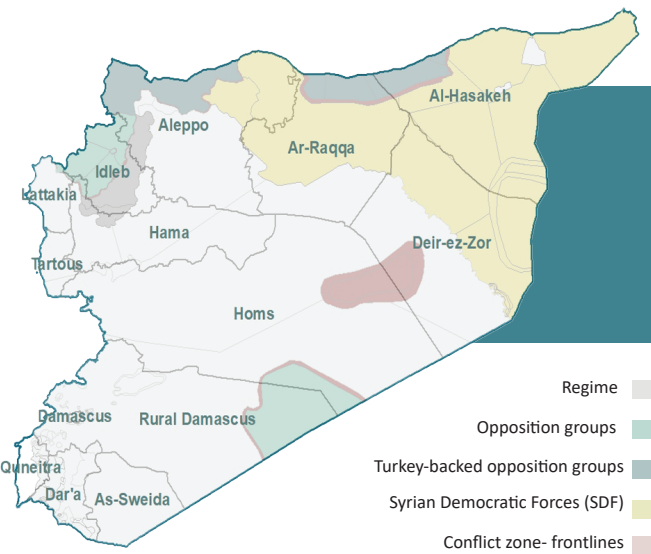 Al-Hasakeh
Aleppo
Ar-Raqqa
Idleb
Lattakia
Hama
Deir-ez-Zor
Tartous
Homs
Damascus
Rural Damascus
Quneitra
Dar'a
As-Sweida
Regime
Opposition groups
Turkey-backed opposition groups
Syrian Democratic Forces (SDF)
Conflict zone- frontlines